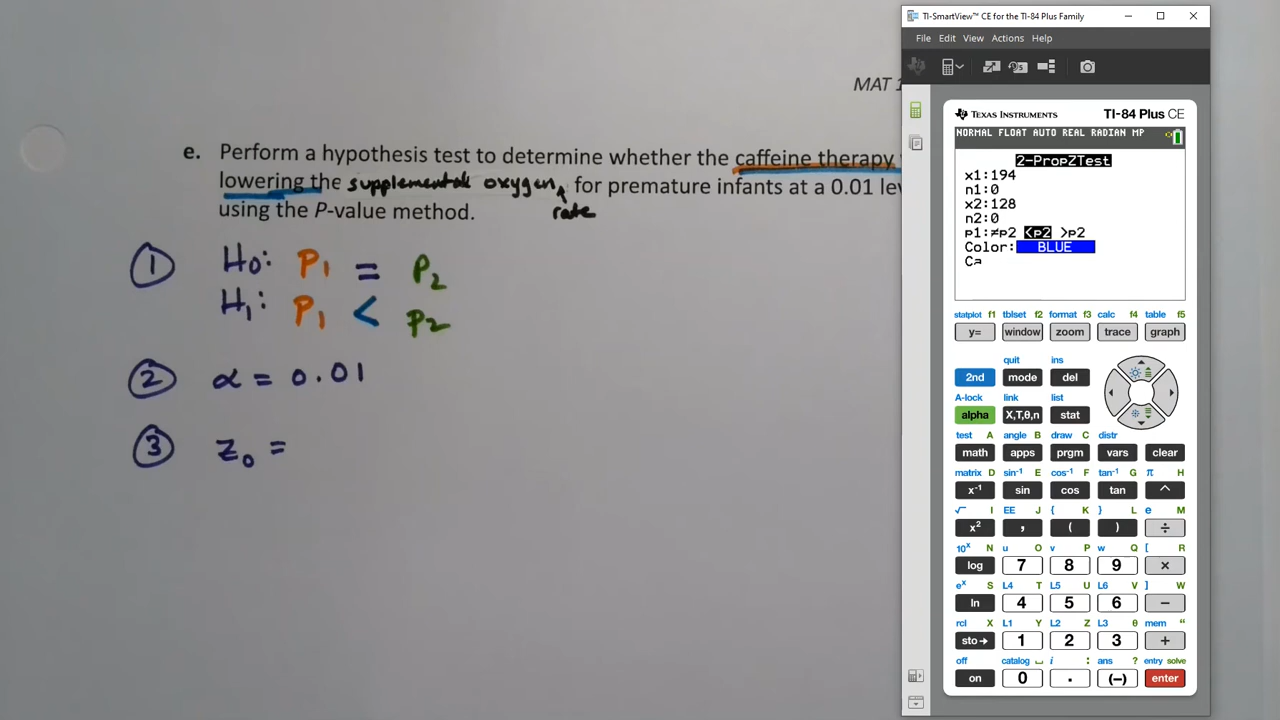 TI-SmartView™ CE for the TI-84 Plus Family
File Edit View Actions Help
MAT 1
e. Perform a hypothesis test to determine whether the caffeine therapy
lowering the supplemental oxygen rate for premature infants at a 0.01 le
using the P-value method.
① H₀: P₁ = P₂
H₁: P₁ < P₂
② α = 0.01
③ z₀ =
TEXAS INSTRUMENTS TI-84 Plus CE
NORMAL FLOAT AUTO REAL RADIAN MP
2-PropZTest
x1:194
n1:0
x2:128
n2:0
p1:≠p2 <p2 >p2
Color: BLUE
statplot f1 tblset f2 format f3 calc f4 table f5
y= window zoom trace graph
quit ins
2nd mode del
A-lock link list
alpha X,T,θ,n stat
test A angle B draw C distr
math apps prgm vars clear
matrix D sin⁻¹ E cos⁻¹ F tan⁻¹ G π H
x⁻¹ sin cos tan ^
√ I EE J { K } L e M
x² , ( ) ÷
10ˣ N u O v P w Q [ R
log 7 8 9 ×
eˣ S L4 T L5 U L6 V ] W
ln 4 5 6 −
rcl X L1 Y L2 Z L3 θ mem "
sto→ 1 2 3 +
off catalog i : ans ? entry solve
on 0 . (−) enter